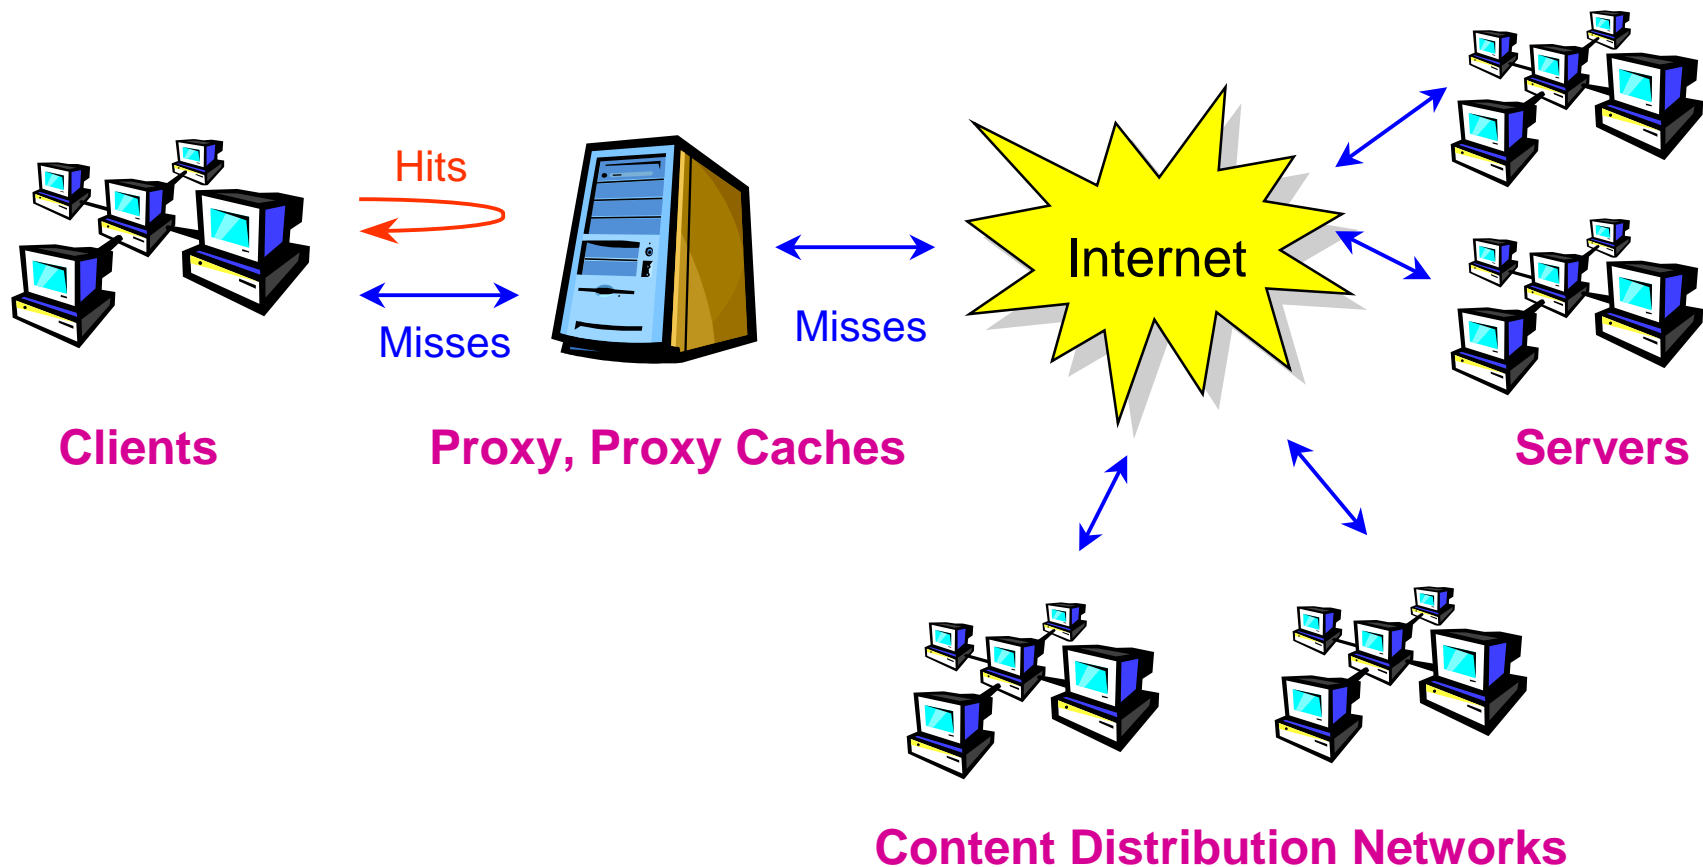 Hits
Misses
Misses
Internet
Clients
Proxy, Proxy Caches
Servers
Content Distribution Networks